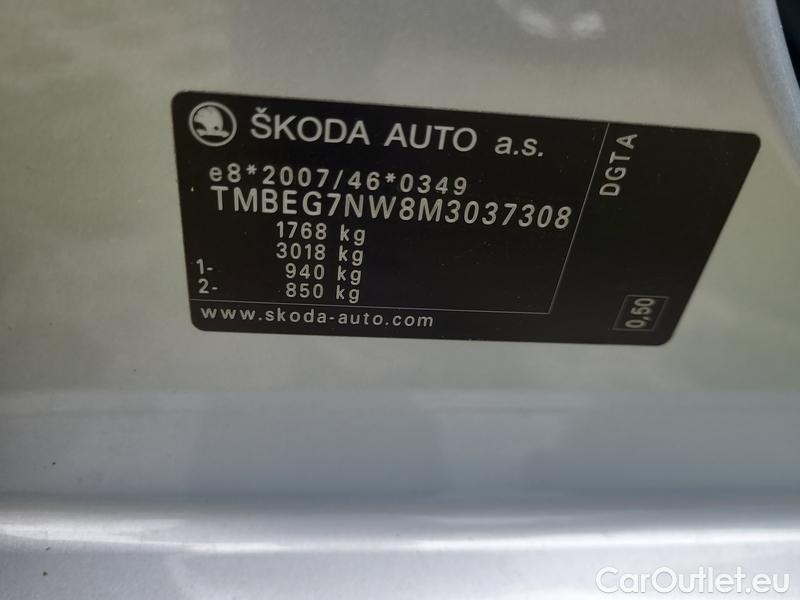 ŠKODA AUTO a.s.
e8*2007/46*0349
TMBEG7NW8M3037308
1768 kg
3018 kg
1- 940 kg
2- 850 kg
www.skoda-auto.com
DGTA
0,50
CarOutlet.eu